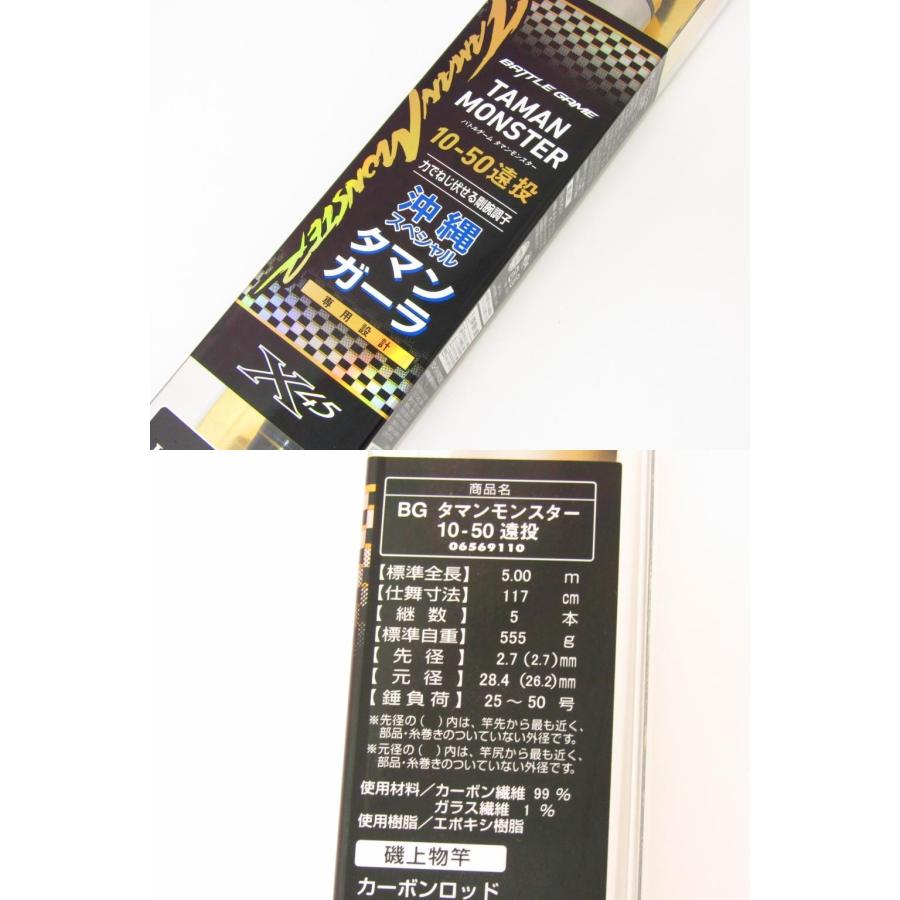 TAMAN MONSTER
BATTLE GAME
TAMAN
MONSTER
バトルゲーム タマンモンスター
10-50遠投
力でねじ伏せる剛腕調子
沖縄
スペシャル
タマン
ガーラ
専用設計
X45
商品名
BG タマンモンスター
10-50 遠投
06569110
【標準全長】 5.00 m
【仕舞寸法】 117 cm
【継数】 5 本
【標準自重】 555 g
【先径】 2.7 (2.7)mm
【元径】 28.4 (26.2)mm
【錘負荷】 25～50 号
※先径の( )内は、竿先から最も近く、
部品・糸巻きのついていない外径です。
※元径の( )内は、竿尻から最も近く、
部品・糸巻きのついていない外径です。
使用材料/カーボン繊維 99 %
ガラス繊維 1 %
使用樹脂/エポキシ樹脂
磯上物竿
カーボンロッド